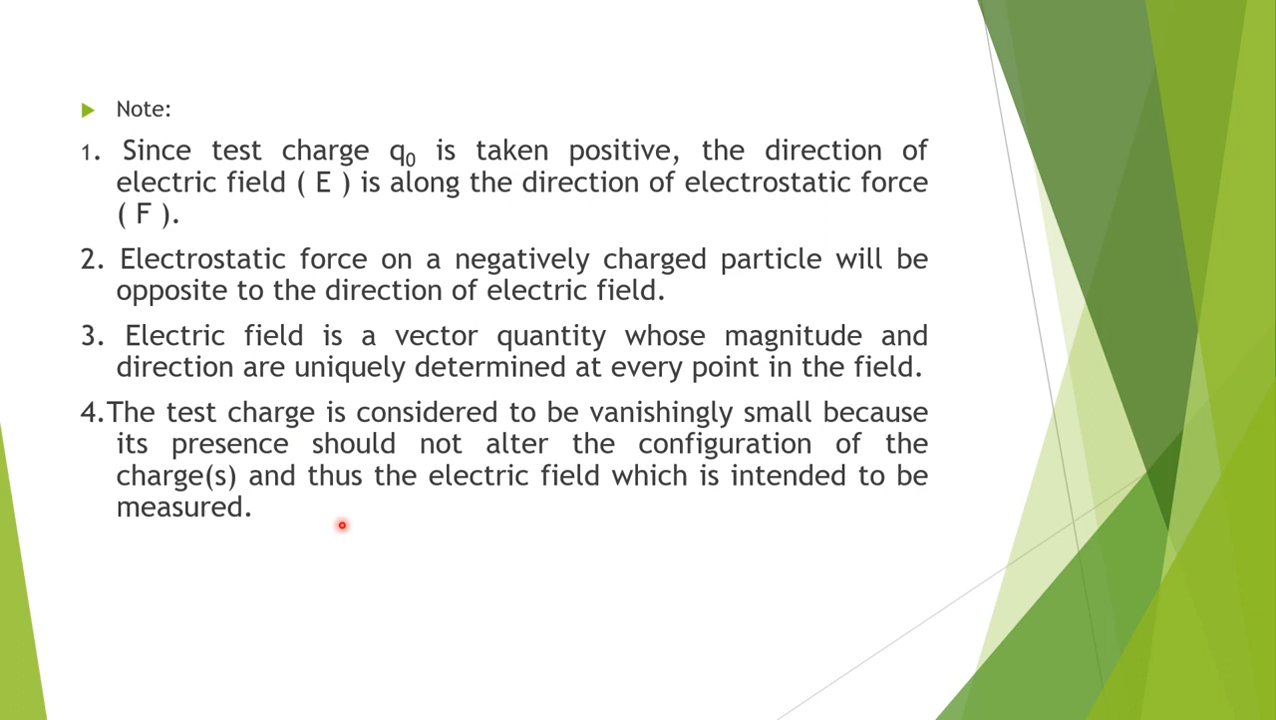 Note:
1. Since test charge q₀ is taken positive, the direction of
electric field ( E ) is along the direction of electrostatic force
( F ).
2. Electrostatic force on a negatively charged particle will be
opposite to the direction of electric field.
3. Electric field is a vector quantity whose magnitude and
direction are uniquely determined at every point in the field.
4.The test charge is considered to be vanishingly small because
its presence should not alter the configuration of the
charge(s) and thus the electric field which is intended to be
measured.